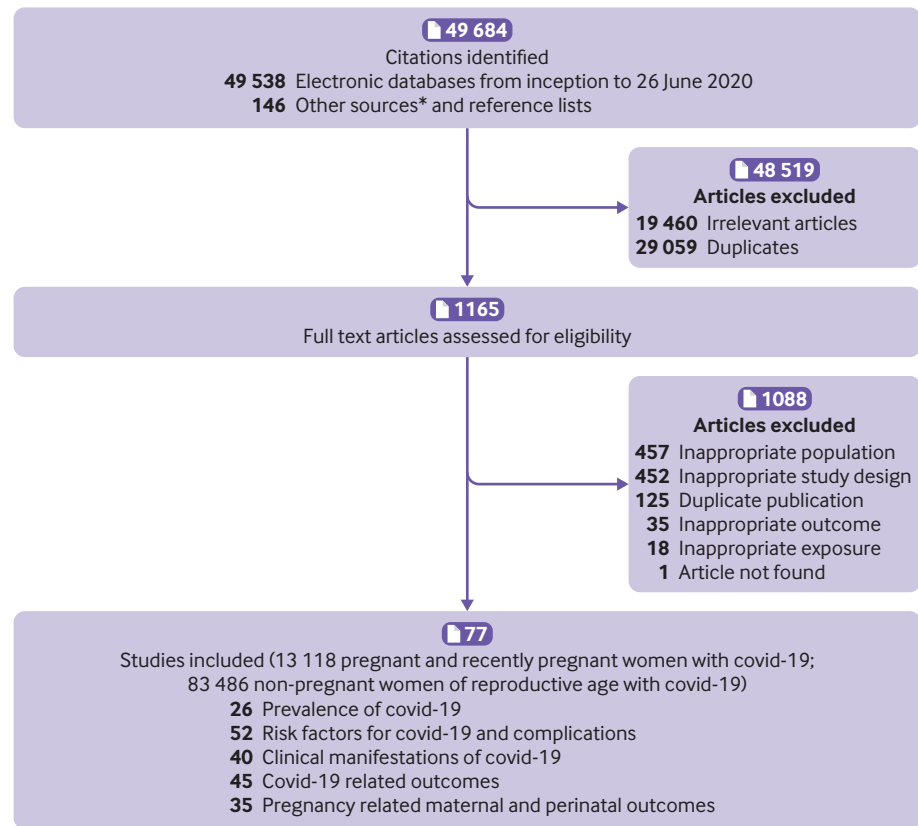 49 684
Citations identified
49 538 Electronic databases from inception to 26 June 2020
146 Other sources* and reference lists
48 519
Articles excluded
19 460 Irrelevant articles
29 059 Duplicates
1165
Full text articles assessed for eligibility
1088
Articles excluded
457 Inappropriate population
452 Inappropriate study design
125 Duplicate publication
35 Inappropriate outcome
18 Inappropriate exposure
1 Article not found
77
Studies included (13 118 pregnant and recently pregnant women with covid-19;
83 486 non-pregnant women of reproductive age with covid-19)
26 Prevalence of covid-19
52 Risk factors for covid-19 and complications
40 Clinical manifestations of covid-19
45 Covid-19 related outcomes
35 Pregnancy related maternal and perinatal outcomes